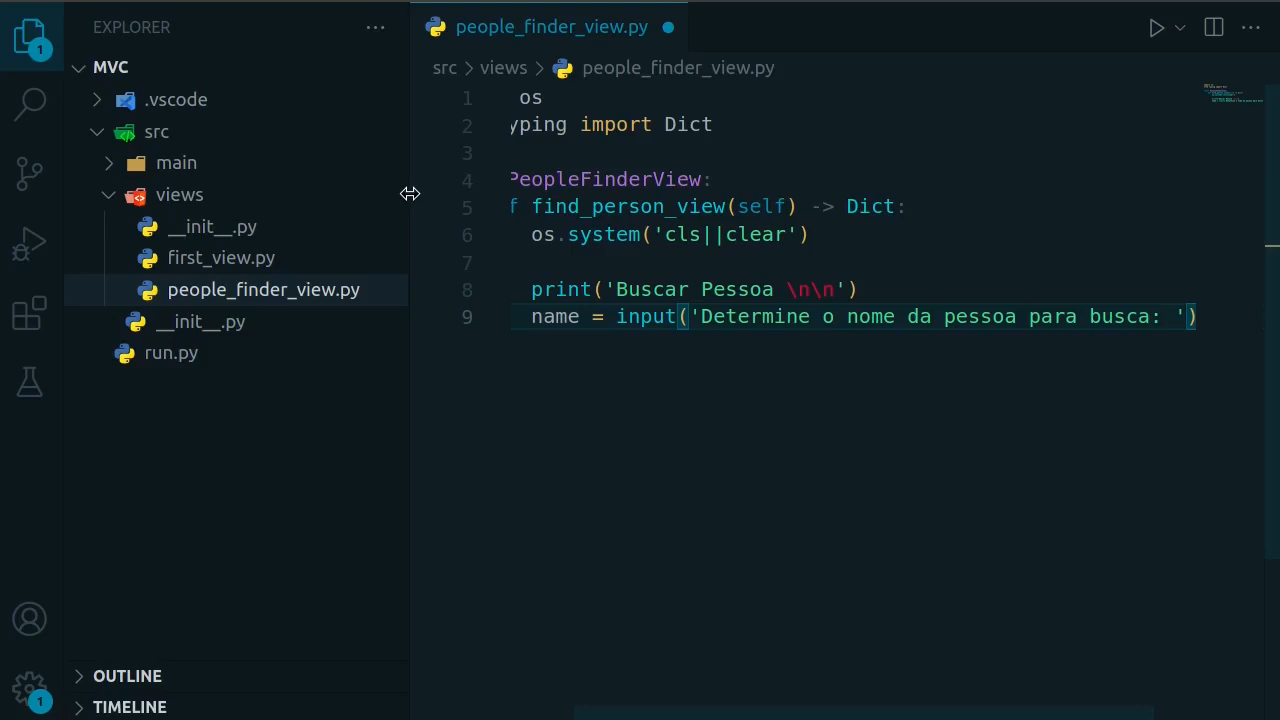 EXPLORER
MVC
.vscode
src
main
views
__init__.py
first_view.py
people_finder_view.py
__init__.py
run.py
OUTLINE
TIMELINE
1
1
people_finder_view.py
src > views > people_finder_view.py
1 os
2 yping import Dict
3
4 PeopleFinderView:
5 f find_person_view(self) -> Dict:
6 os.system('cls||clear')
7
8 print('Buscar Pessoa \n\n')
9 name = input('Determine o nome da pessoa para busca: ')